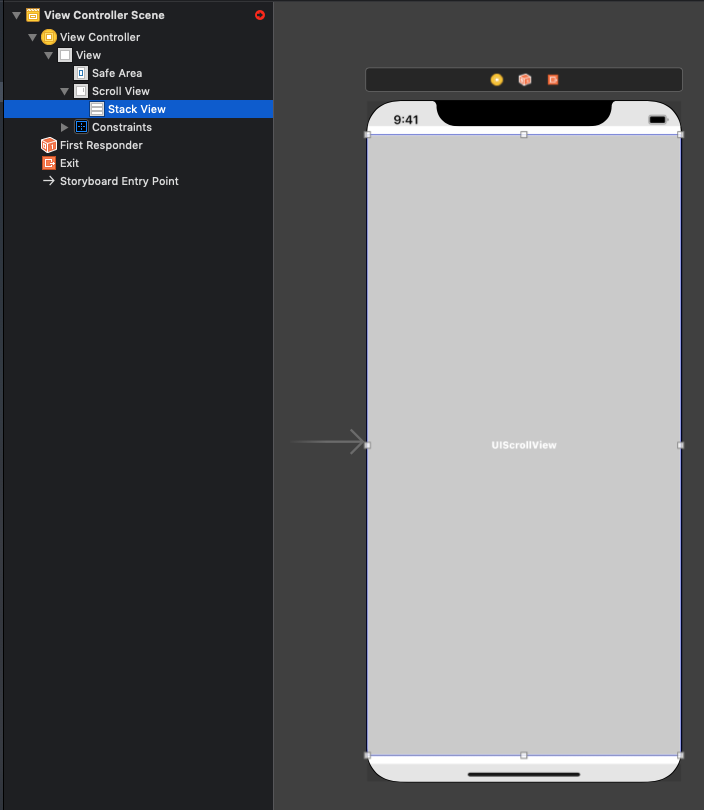 View Controller Scene
View Controller
View
Safe Area
Scroll View
Stack View
Constraints
First Responder
Exit
Storyboard Entry Point
9:41
UIScrollView